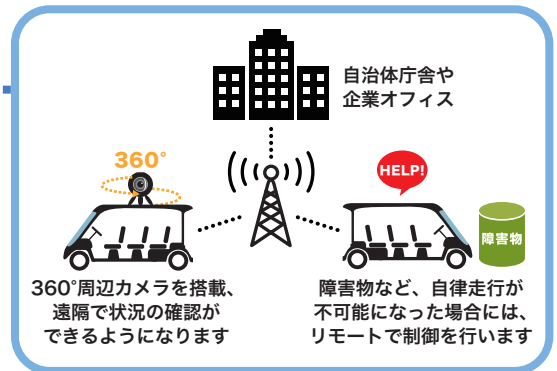 自治体庁舎や
企業オフィス
360°
HELP!
障害物
360°周辺カメラを搭載、
遠隔で状況の確認が
できるようになります
障害物など、自律走行が
不可能になった場合には、
リモートで制御を行います